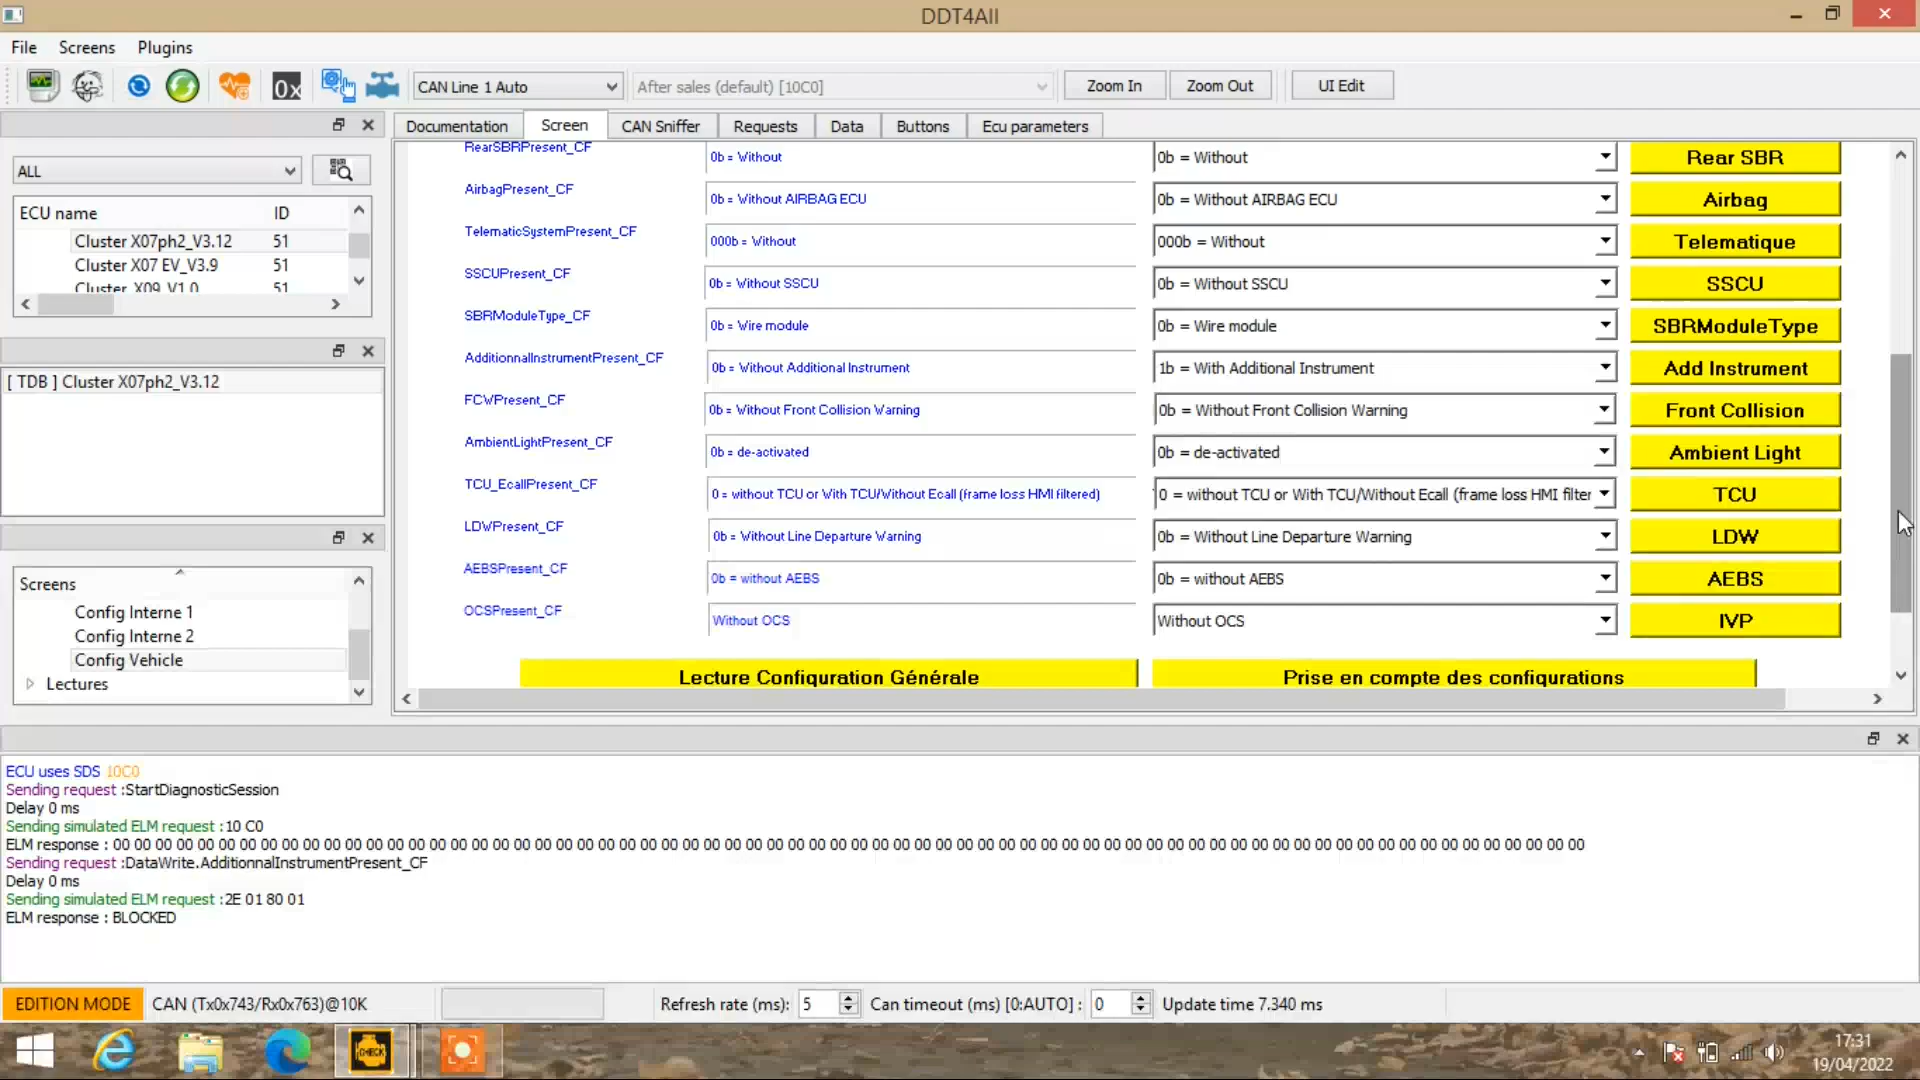 DDT4All
File Screens Plugins
0x CAN Line 1 Auto After sales (default) [10C0] Zoom In Zoom Out UI Edit
Documentation Screen CAN Sniffer Requests Data Buttons Ecu parameters
ALL
ECU name ID
Cluster X07ph2_V3.12 51
Cluster X07 EV_V3.9 51
Cluster X09 V1.0 51
[ TDB ] Cluster X07ph2_V3.12
Screens
Config Interne 1
Config Interne 2
Config Vehicle
Lectures
RearSBRPresent_CF 0b = Without 0b = Without Rear SBR
AirbagPresent_CF 0b = Without AIRBAG ECU 0b = Without AIRBAG ECU Airbag
TelematicSystemPresent_CF 000b = Without 000b = Without Telematique
SSCUPresent_CF 0b = Without SSCU 0b = Without SSCU SSCU
SBRModuleType_CF 0b = Wire module 0b = Wire module SBRModuleType
AdditionnalInstrumentPresent_CF 0b = Without Additional Instrument 1b = With Additional Instrument Add Instrument
FCWPresent_CF 0b = Without Front Collision Warning 0b = Without Front Collision Warning Front Collision
AmbientLightPresent_CF 0b = de-activated 0b = de-activated Ambient Light
TCU_EcallPresent_CF 0 = without TCU or With TCU/Without Ecall (frame loss HMI filtered) 0 = without TCU or With TCU/Without Ecall (frame loss HMI filter TCU
LDWPresent_CF 0b = Without Line Departure Warning 0b = Without Line Departure Warning LDW
AEBSPresent_CF 0b = without AEBS 0b = without AEBS AEBS
OCSPresent_CF Without OCS Without OCS IVP
Lecture Configuration Générale Prise en compte des configurations
ECU uses SDS 10C0
Sending request :StartDiagnosticSession
Delay 0 ms
Sending simulated ELM request :10 C0
ELM response : 00 00 00 00 00 00 00 00 00 00 00 00 00 00 00 00 00 00 00 00 00 00 00 00 00 00 00 00 00 00 00 00 00 00 00 00 00 00 00 00 00 00 00 00 00 00 00 00 00 00 00 00 00 00 00 00 00 00 00 00 00 00 00 00 00 00 00 00 00 00
Sending request :DataWrite.AdditionnalInstrumentPresent_CF
Delay 0 ms
Sending simulated ELM request :2E 01 80 01
ELM response : BLOCKED
EDITION MODE CAN (Tx0x743/Rx0x763)@10K Refresh rate (ms): 5 Can timeout (ms) [0:AUTO] : 0 Update time 7.340 ms
CHECK
17:31
19/04/2022